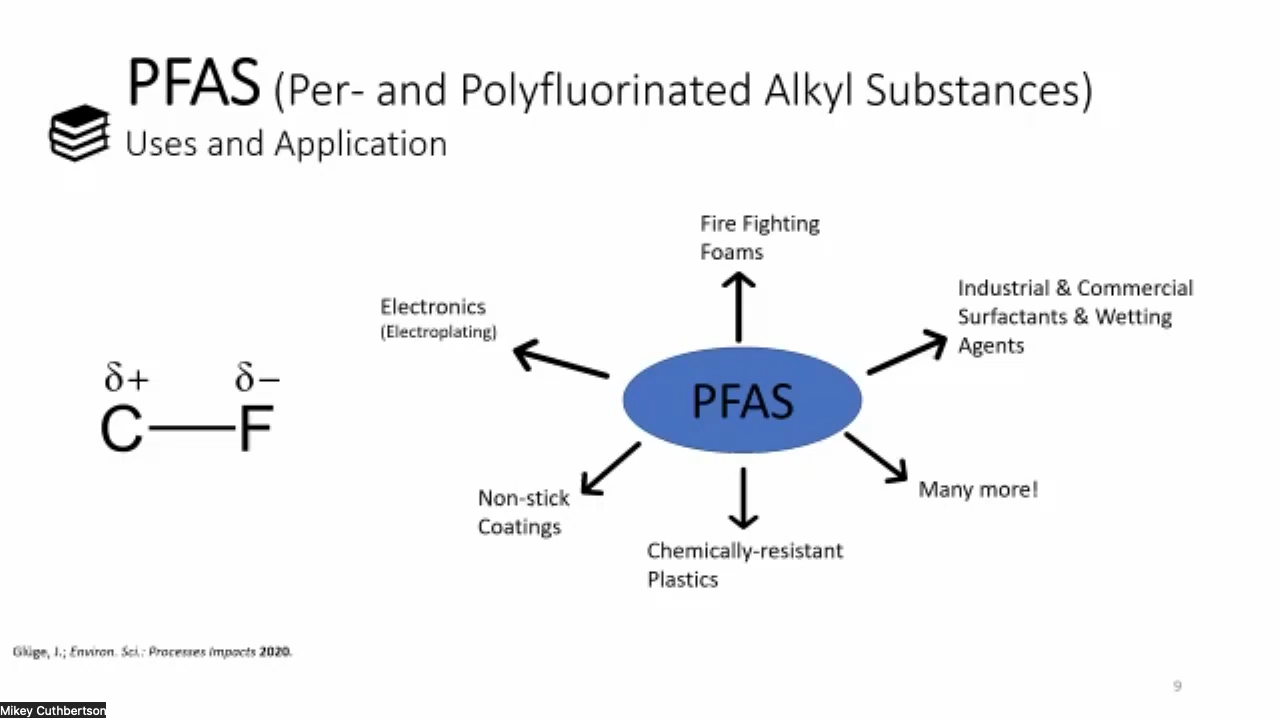 PFAS (Per- and Polyfluorinated Alkyl Substances)
Uses and Application
Fire Fighting
Foams
Electronics
(Electroplating)
Industrial & Commercial
Surfactants & Wetting
Agents
δ+ δ−
C F
PFAS
Non-stick
Coatings
Many more!
Chemically-resistant
Plastics
Glüge, J.; Environ. Sci.: Processes Impacts 2020.
9
Mikey Cuthbertson